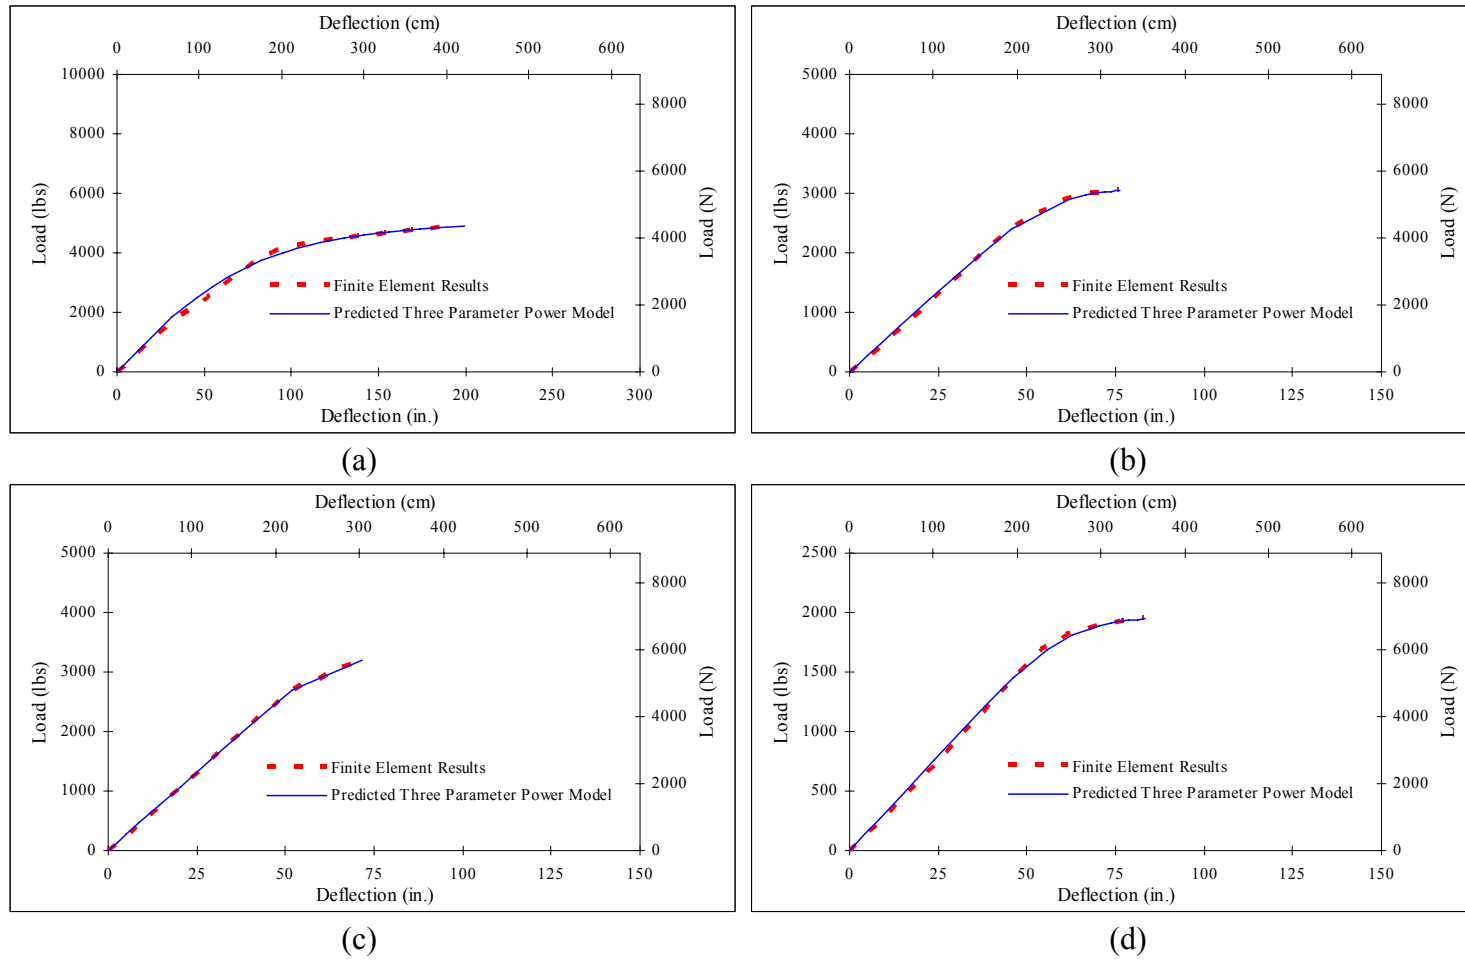 Deflection (cm)
0 100 200 300 400 500 600
10000
8000
6000
4000
2000
0
Load (lbs)
8000
6000
4000
2000
0
Load (N)
Finite Element Results
Predicted Three Parameter Power Model
0 50 100 150 200 250 300
Deflection (in.)
(a)
Deflection (cm)
0 100 200 300 400 500 600
5000
4000
3000
2000
1000
0
Load (lbs)
8000
6000
4000
2000
0
Load (N)
Finite Element Results
Predicted Three Parameter Power Model
0 25 50 75 100 125 150
Deflection (in.)
(b)
Deflection (cm)
0 100 200 300 400 500 600
5000
4000
3000
2000
1000
0
Load (lbs)
8000
6000
4000
2000
0
Load (N)
Finite Element Results
Predicted Three Parameter Power Model
0 25 50 75 100 125 150
Deflection (in.)
(c)
Deflection (cm)
0 100 200 300 400 500 600
2500
2000
1500
1000
500
0
Load (lbs)
8000
6000
4000
2000
0
Load (N)
Finite Element Results
Predicted Three Parameter Power Model
0 25 50 75 100 125 150
Deflection (in.)
(d)